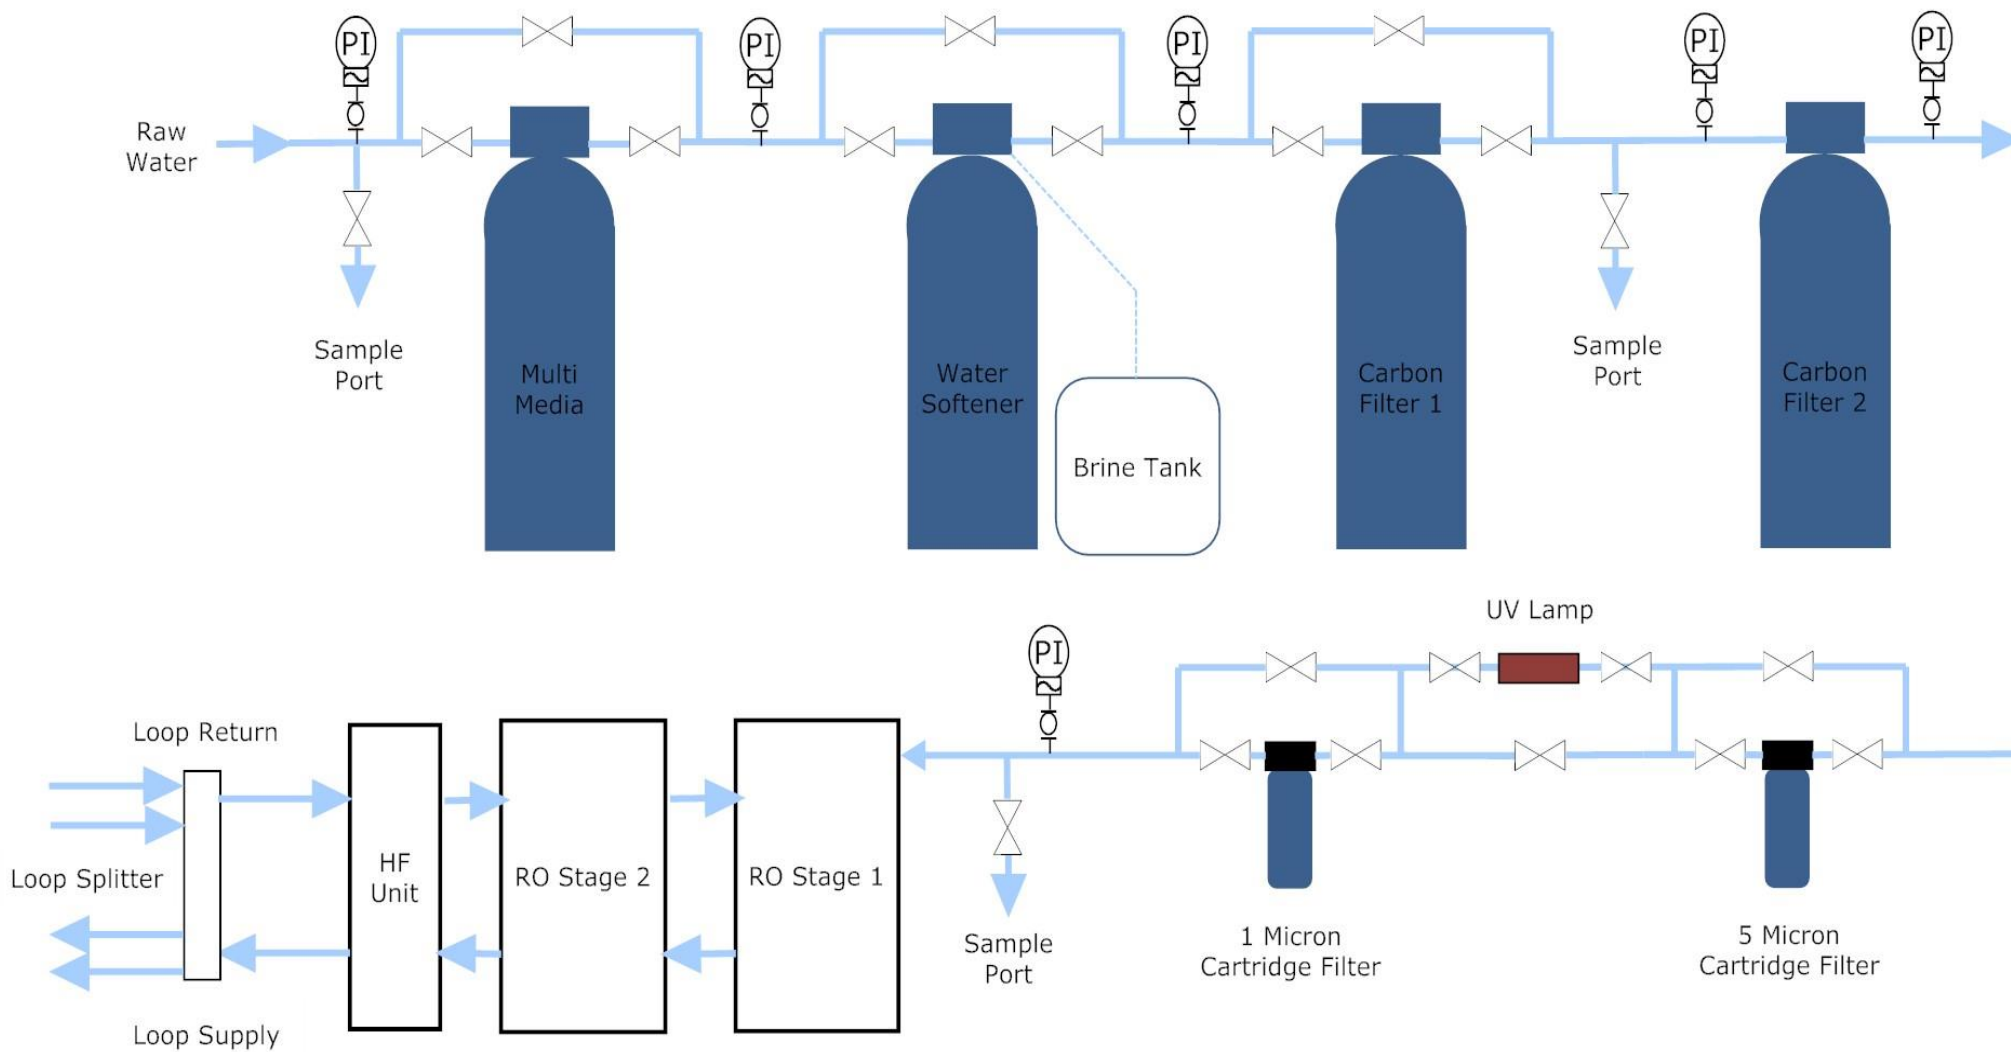 PI
PI
PI
PI
PI
Raw
Water
Sample
Port
Multi
Media
Water
Softener
Brine Tank
Carbon
Filter 1
Sample
Port
Carbon
Filter 2
UV Lamp
PI
Loop Return
Loop Splitter
Loop Supply
HF
Unit
RO Stage 2
RO Stage 1
Sample
Port
1 Micron
Cartridge Filter
5 Micron
Cartridge Filter